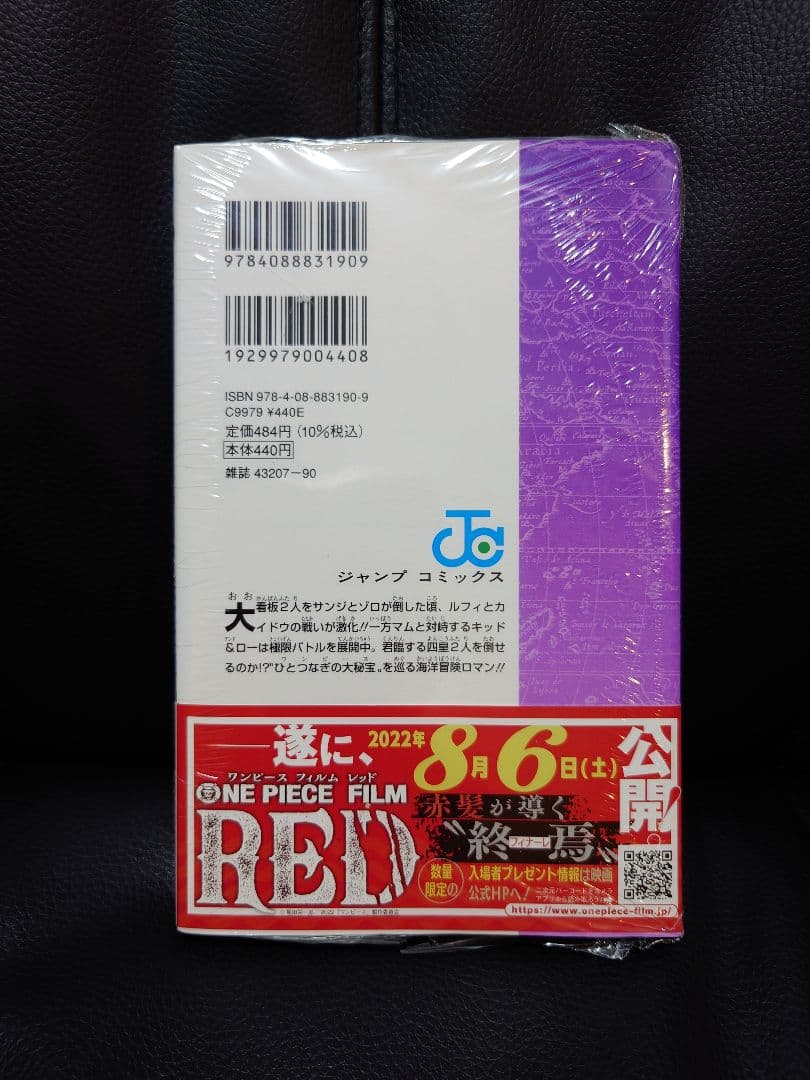 9784088831909
1929979004408
ISBN 978-4-08-883190-9
C9979 ¥440E
定価484円（10%税込）
本体440円
雑誌 43207－90
ジャンプ コミックス
大看板2人をサンジとゾロが倒した頃、ルフィとカ
イドウの戦いが激化!!一方マムと対峙するキッド
&ローは極限バトルを展開中。君臨する四皇2人を倒せ
るのか!?"ひとつなぎの大秘宝"を巡る海洋冒険ロマン!!
遂に、2022年8月6日(土)公開!
ワンピース フィルム レッド
ONE PIECE FILM
RED
赤髪が導く
"終焉"
フィナーレ
数量限定の
入場者プレゼント情報は映画
公式HPへ!
https://www.onepiece-film.jp/